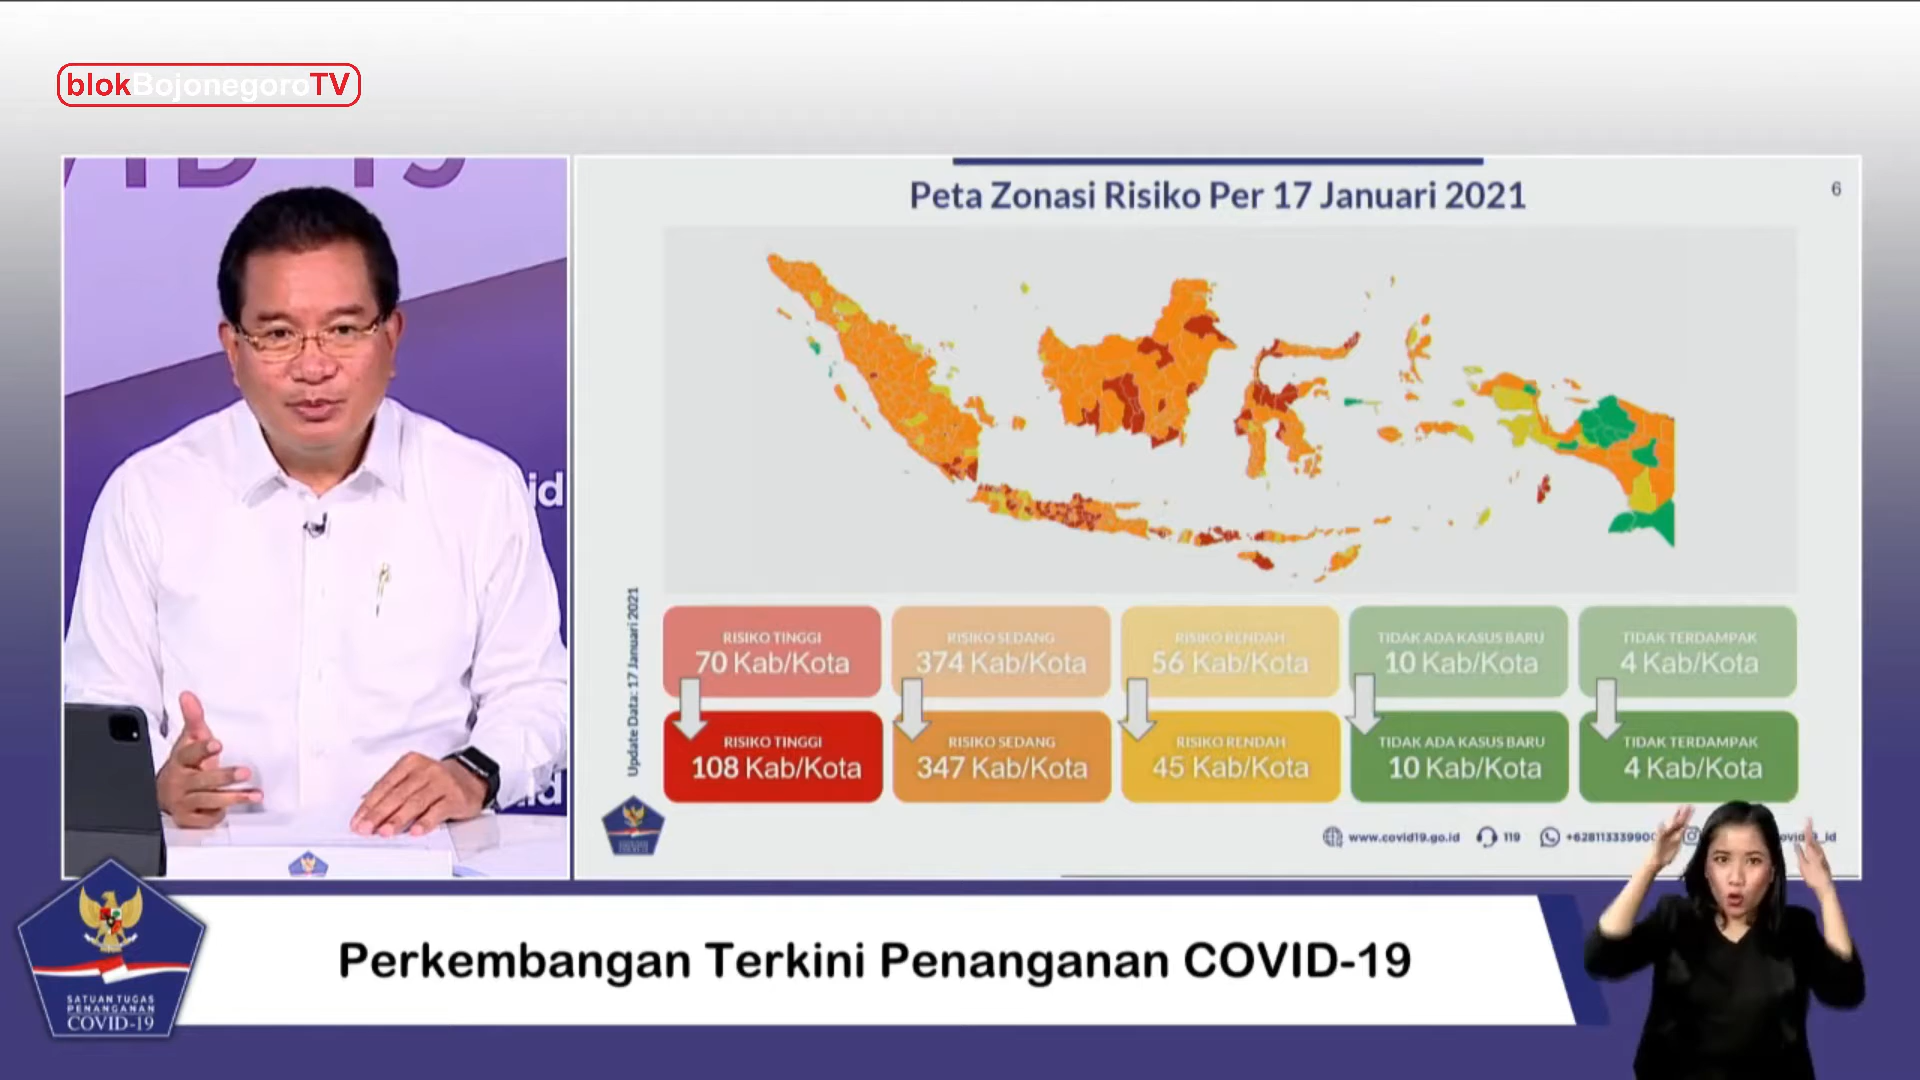 blokBojonegoroTV
VID-19
.id
.id
Peta Zonasi Risiko Per 17 Januari 2021
6
Update Data: 17 Januari 2021
RISIKO TINGGI
70 Kab/Kota
RISIKO SEDANG
374 Kab/Kota
RISIKO RENDAH
56 Kab/Kota
TIDAK ADA KASUS BARU
10 Kab/Kota
TIDAK TERDAMPAK
4 Kab/Kota
RISIKO TINGGI
108 Kab/Kota
RISIKO SEDANG
347 Kab/Kota
RISIKO RENDAH
45 Kab/Kota
TIDAK ADA KASUS BARU
10 Kab/Kota
TIDAK TERDAMPAK
4 Kab/Kota
www.covid19.go.id
119
Perkembangan Terkini Penanganan COVID-19
SATUAN TUGAS
PENANGANAN
COVID-19